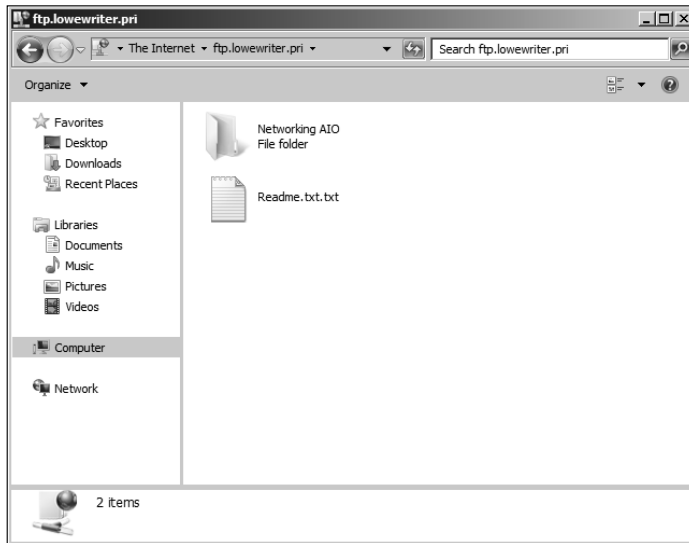 ftp.lowewriter.pri
The Internet ftp.lowewriter.pri
Search ftp.lowewriter.pri
Organize
Favorites
Desktop
Downloads
Recent Places
Libraries
Documents
Music
Pictures
Videos
Computer
Network
Networking AIO
File folder
Readme.txt.txt
2 items